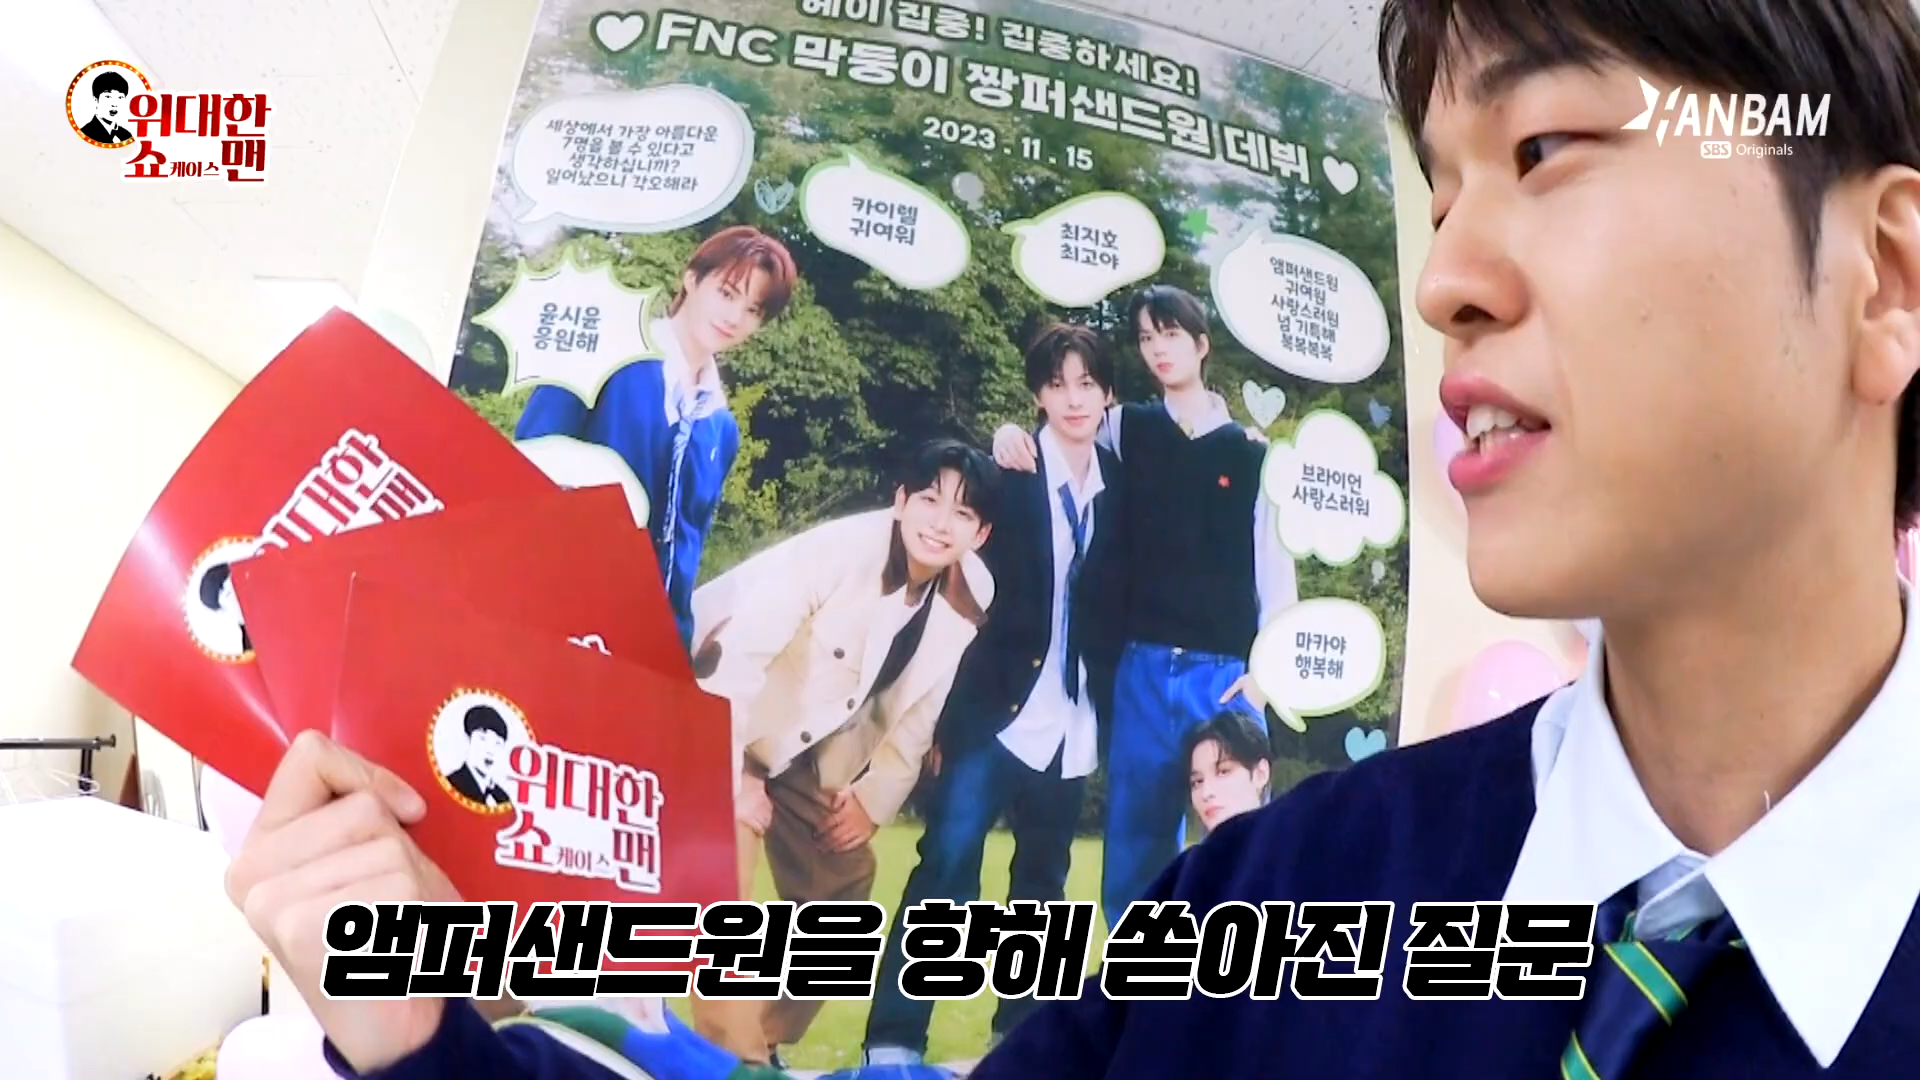 위대한
쇼케이스맨
HANBAM
SBS Originals
헤이 집중! 집중하세요!
FNC 막둥이 짱퍼샌드원 데뷔
2023.11.15
세상에서 가장 아름다운
7명을 볼 수 있다고
생각하십니까?
일어났으니 각오해라
카이렐
귀여워
최지호
최고야
앰퍼샌드원
귀여원
사랑스러원
넘 기특해
복복복복
윤시윤
응원해
브라이언
사랑스러워
마카야
행복해
위대한
위대한
쇼케이스맨
앰퍼샌드원을 향해 쏟아진 질문